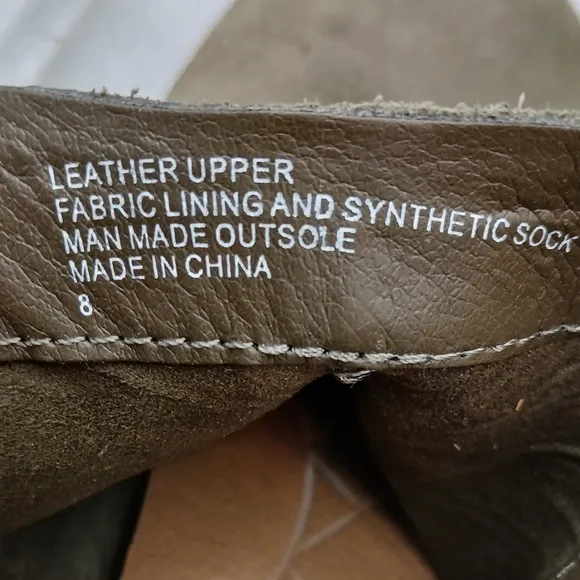 LEATHER UPPER
FABRIC LINING AND SYNTHETIC SOCK
MAN MADE OUTSOLE
MADE IN CHINA
8